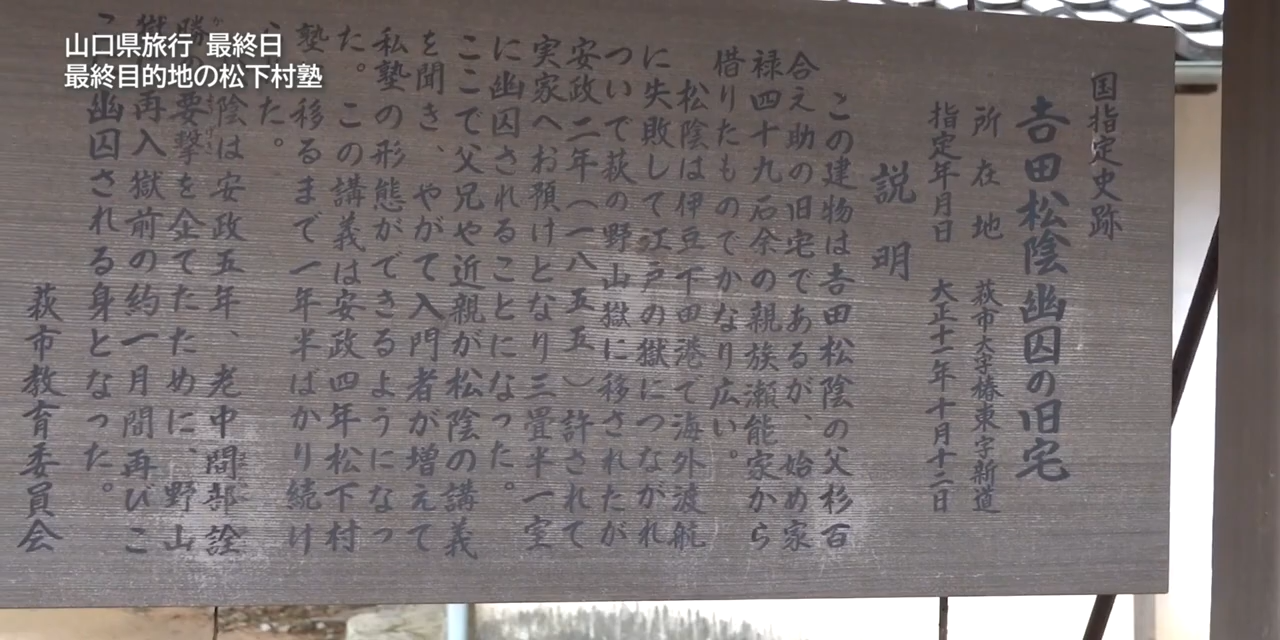 山口県旅行 最終日
最終目的地の松下村塾
国指定史跡
吉田松陰幽囚の旧宅
所在地 萩市大字椿東字新道
指定年月日 大正十一年十月十二日
説明
この建物は吉田松陰の父杉百
合之助の旧宅であるが、始め家
禄四十九石余の親族瀬能家から
借りたものでかなり広い。
松陰は伊豆下田港で海外渡航
に失敗して江戸の獄につながれ
ついで萩の野山獄に移されたが
安政二年(一八五五)許されて
実家へお預けとなり三畳半一室
に幽囚されることになった。
ここで父兄や近親が松陰の講義
を聞き、やがて入門者が増えて
私塾の形態ができるようになっ
た。この講義は安政四年松下村
塾へ移るまで一年半ばかり続け
た。
陰は安政五年、老中間部詮
勝の要撃を企てたために、野山
再入獄前の約一月間再びこ
幽囚される身となった。
萩市教育委員会